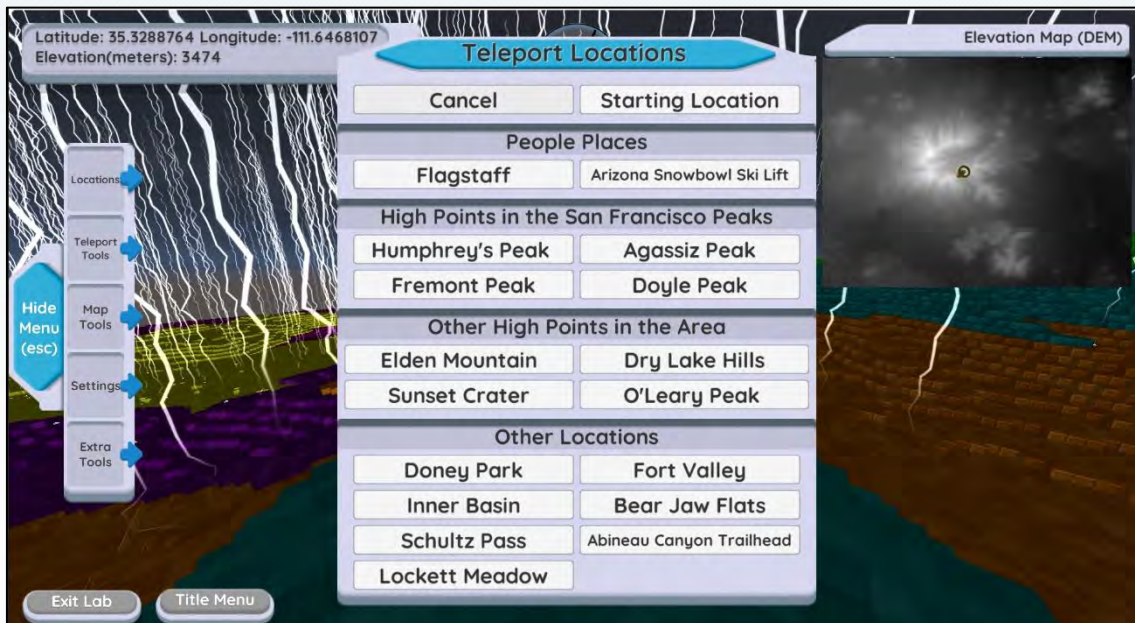 Latitude: 35.3288764 Longitude: -111.6468107
Elevation(meters): 3474
Teleport Locations
Cancel
Starting Location
People Places
Flagstaff
Arizona Snowbowl Ski Lift
High Points in the San Francisco Peaks
Humphrey's Peak
Agassiz Peak
Fremont Peak
Doyle Peak
Other High Points in the Area
Elden Mountain
Dry Lake Hills
Sunset Crater
O'Leary Peak
Other Locations
Doney Park
Fort Valley
Inner Basin
Bear Jaw Flats
Schultz Pass
Abineau Canyon Trailhead
Lockett Meadow
Elevation Map (DEM)
Locations
Teleport
Tools
Map
Tools
Settings
Extra
Tools
Hide
Menu
(esc)
Exit Lab
Title Menu